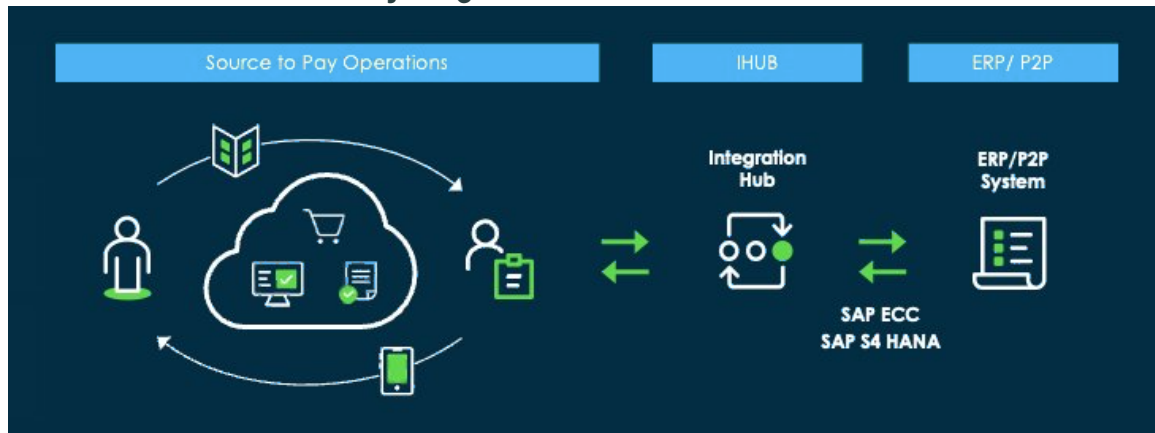 Source to Pay Operations
IHUB
ERP/ P2P
Integration
Hub
ERP/P2P
System
SAP ECC
SAP S4 HANA